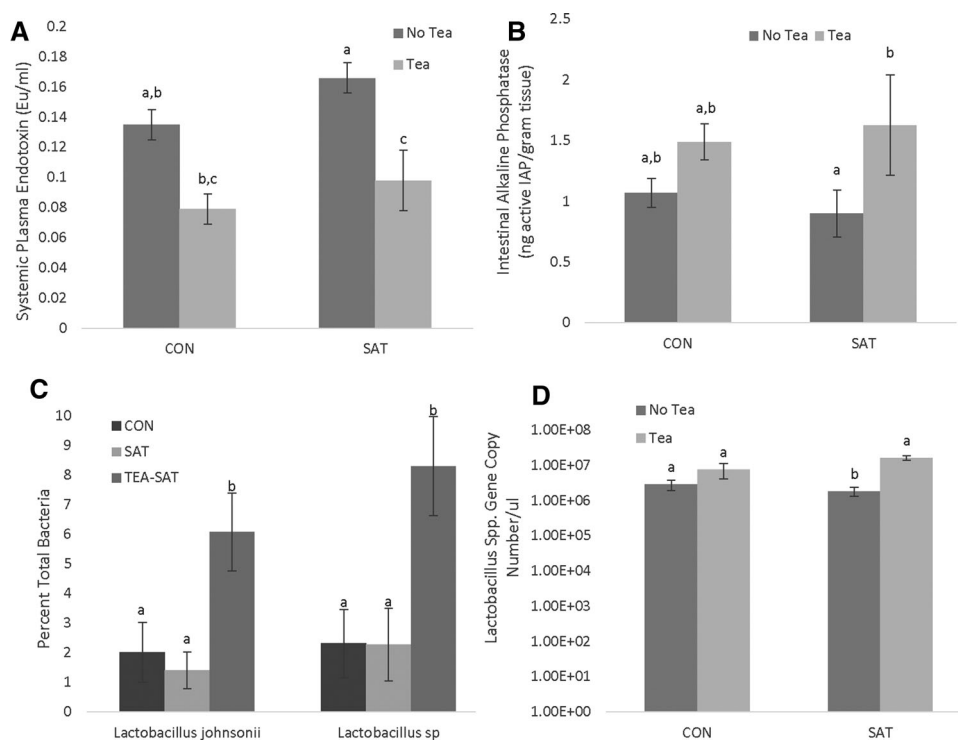 A
Systemic PLasma Endotoxin (Eu/ml)
0.2
0.18
0.16
0.14
0.12
0.1
0.08
0.06
0.04
0.02
0
No Tea
Tea
a,b
b,c
a
c
CON
SAT
B
Intestinal Alkaline Phosphatase
(ng active IAP/gram tissue)
2.5
2
1.5
1
0.5
0
No Tea
Tea
a,b
a,b
a
b
CON
SAT
C
Percent Total Bacteria
10
9
8
7
6
5
4
3
2
1
0
CON
SAT
TEA-SAT
a
a
b
a
a
b
Lactobacillus johnsonii
Lactobacillus sp
D
Lactobacillus Spp. Gene Copy
Number/ul
No Tea
Tea
1.00E+08
1.00E+07
1.00E+06
1.00E+05
1.00E+04
1.00E+03
1.00E+02
1.00E+01
1.00E+00
a
a
b
a
CON
SAT